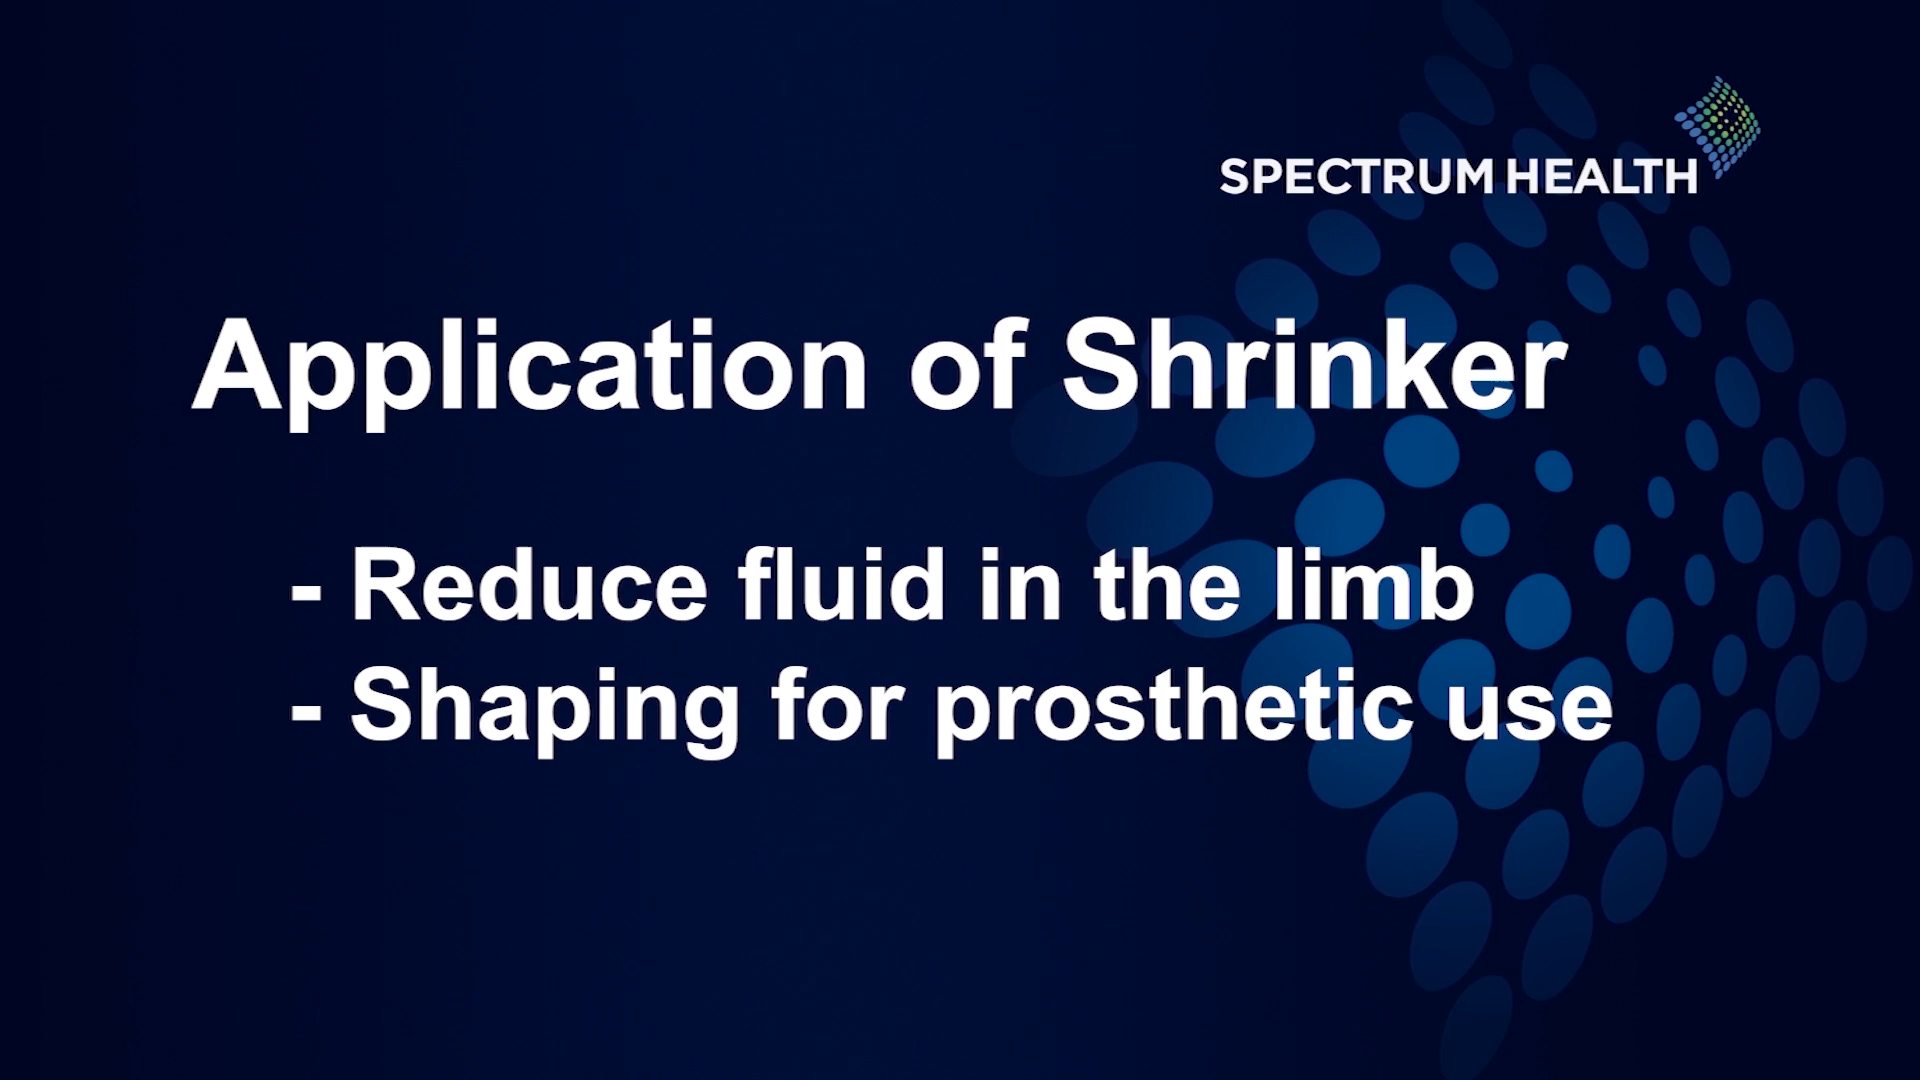 SPECTRUM HEALTH
Application of Shrinker
- Reduce fluid in the limb
- Shaping for prosthetic use